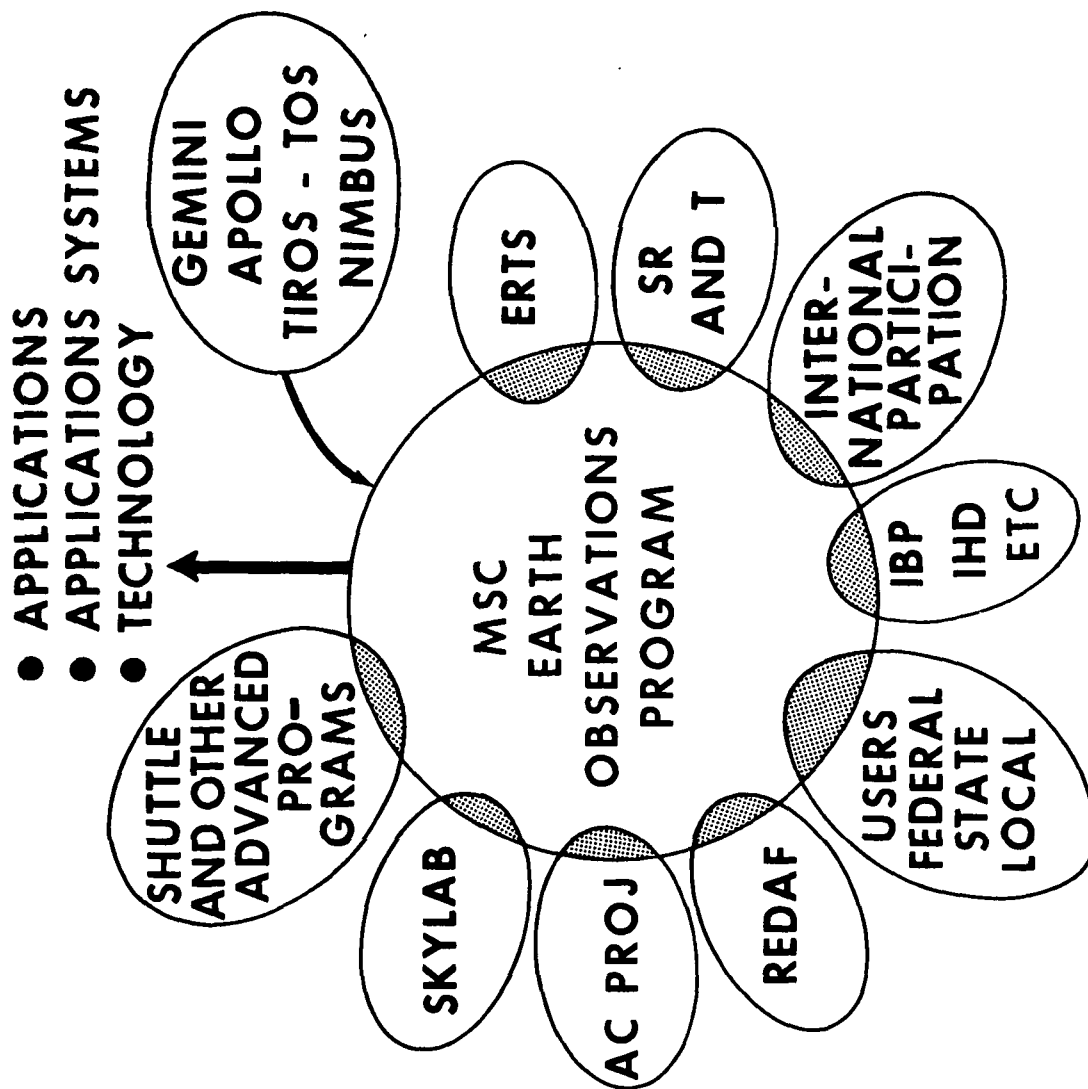 ● APPLICATIONS
● APPLICATIONS SYSTEMS
● TECHNOLOGY
GEMINI
APOLLO
TIROS - TOS
NIMBUS
SHUTTLE
AND OTHER
ADVANCED
PRO-
GRAMS
SKYLAB
AC PROJ
REDAF
USERS
FEDERAL
STATE
LOCAL
IBP
IHD
ETC
INTER-
NATIONAL
PARTICI-
PATION
SR
AND T
ERTS
MSC
EARTH
OBSERVATIONS
PROGRAM